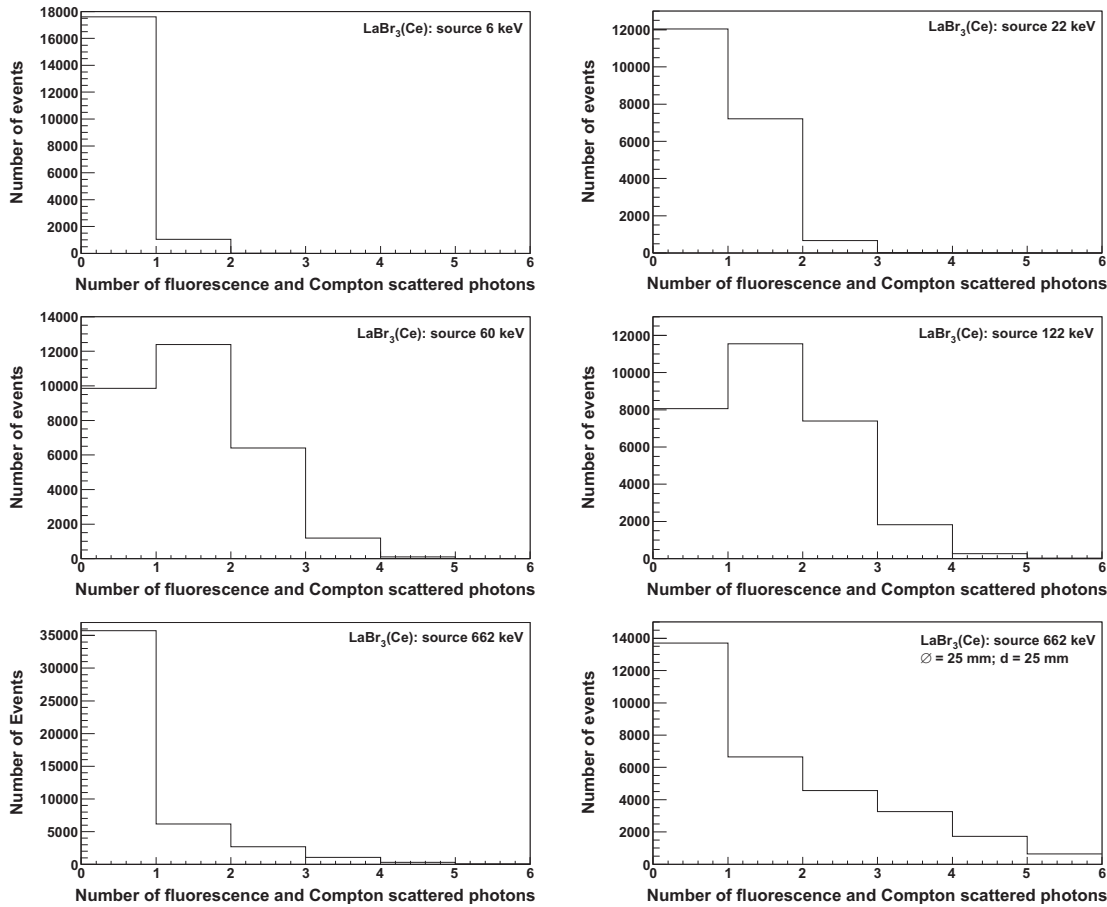 LaBr3(Ce): source 6 keV
Number of events
18000
16000
14000
12000
10000
8000
6000
4000
2000
0
0 1 2 3 4 5 6
Number of fluorescence and Compton scattered photons
LaBr3(Ce): source 22 keV
Number of events
12000
10000
8000
6000
4000
2000
0
0 1 2 3 4 5 6
Number of fluorescence and Compton scattered photons
LaBr3(Ce): source 60 keV
Number of events
14000
12000
10000
8000
6000
4000
2000
0
0 1 2 3 4 5 6
Number of fluorescence and Compton scattered photons
LaBr3(Ce): source 122 keV
Number of events
12000
10000
8000
6000
4000
2000
0
0 1 2 3 4 5 6
Number of fluorescence and Compton scattered photons
LaBr3(Ce): source 662 keV
Number of Events
35000
30000
25000
20000
15000
10000
5000
0
0 1 2 3 4 5 6
Number of fluorescence and Compton scattered photons
LaBr3(Ce): source 662 keV
∅ = 25 mm; d = 25 mm
Number of events
14000
12000
10000
8000
6000
4000
2000
0
0 1 2 3 4 5 6
Number of fluorescence and Compton scattered photons